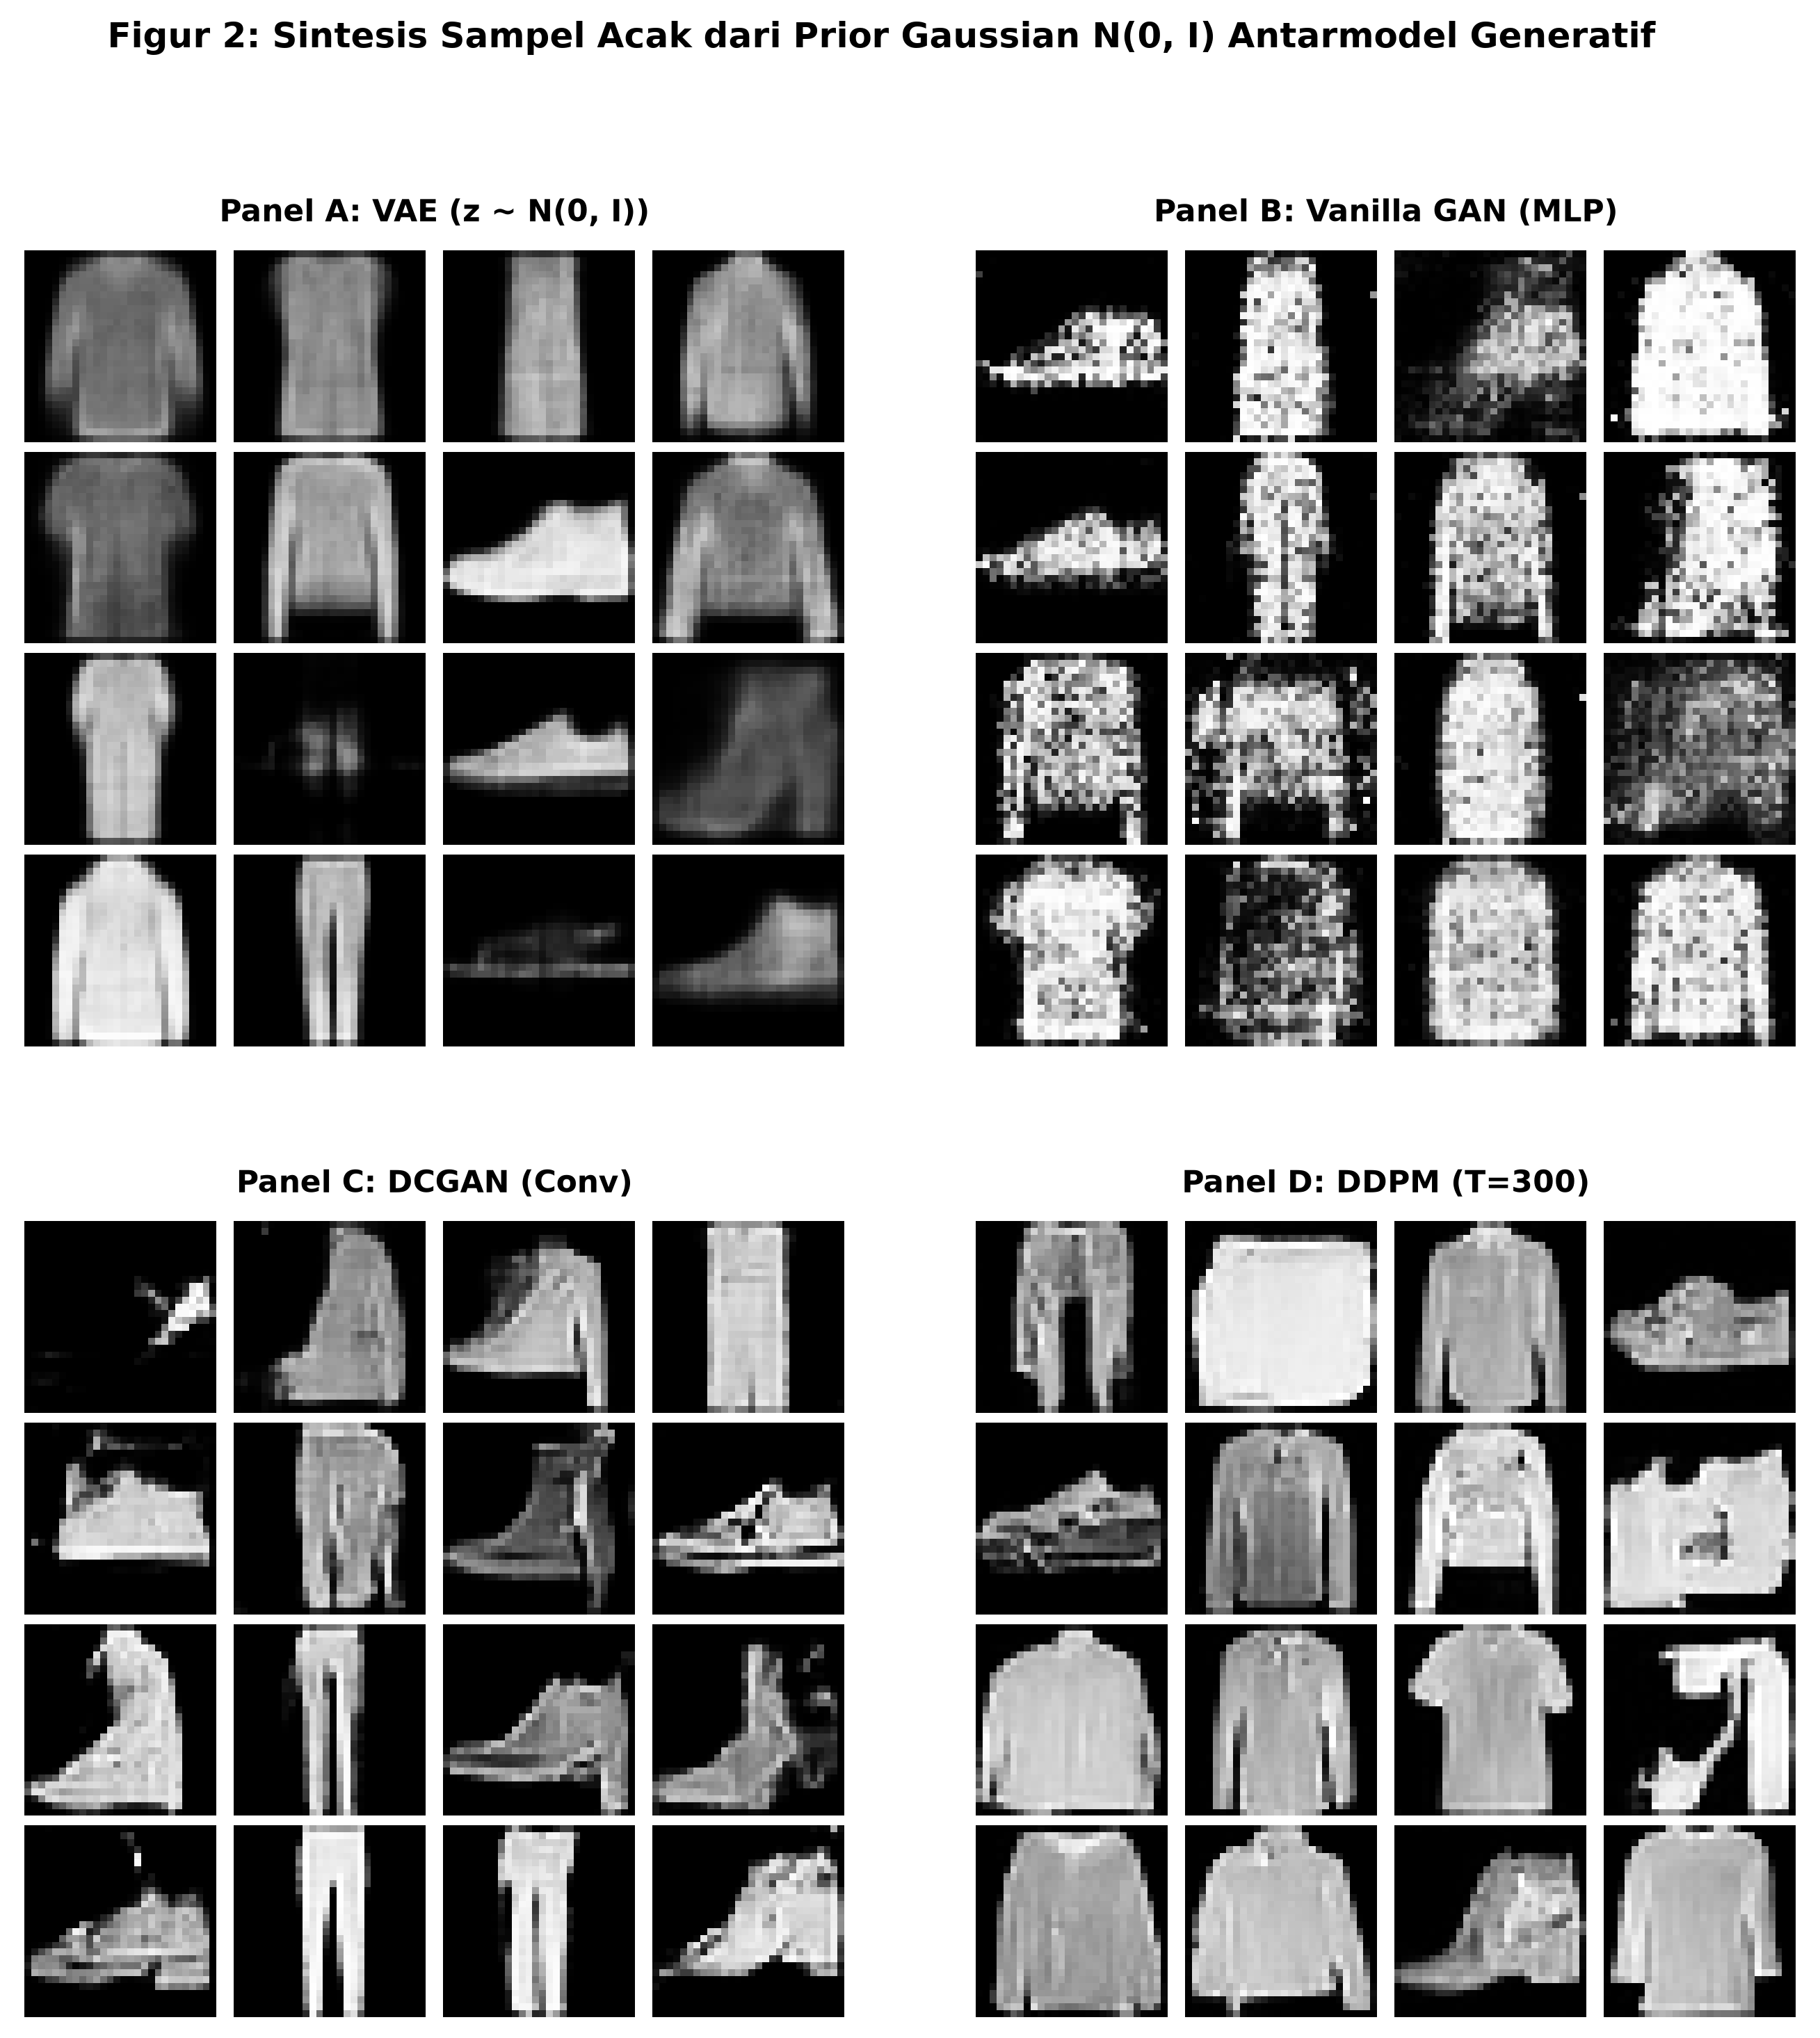 Figur 2: Sintesis Sampel Acak dari Prior Gaussian N(0, I) Antarmodel Generatif
Panel A: VAE (z ~ N(0, I))
Panel B: Vanilla GAN (MLP)
Panel C: DCGAN (Conv)
Panel D: DDPM (T=300)